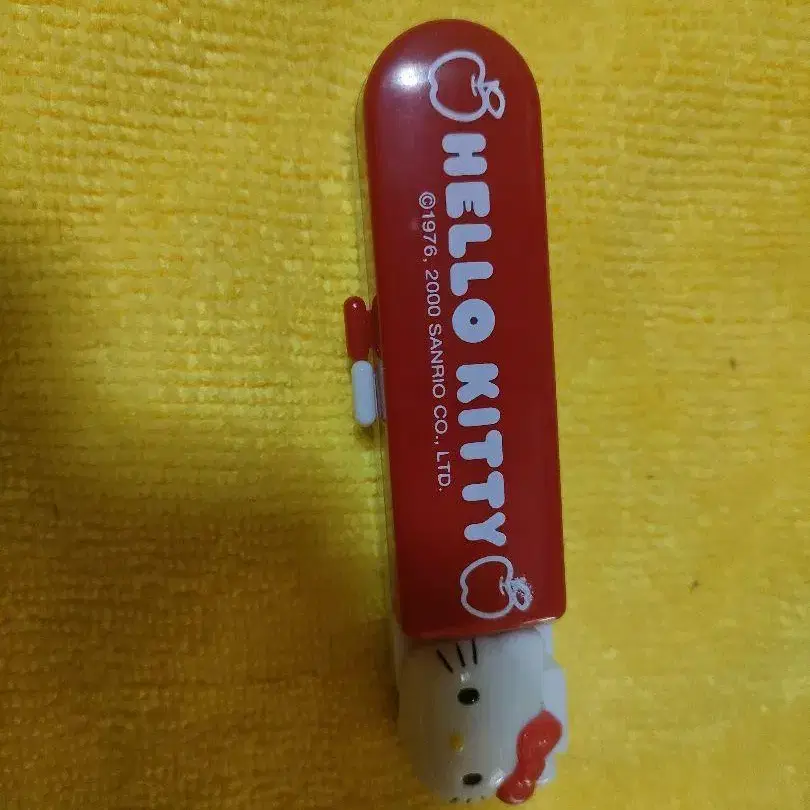 HELLO KITTY
©1976, 2000 SANRIO CO., LTD.